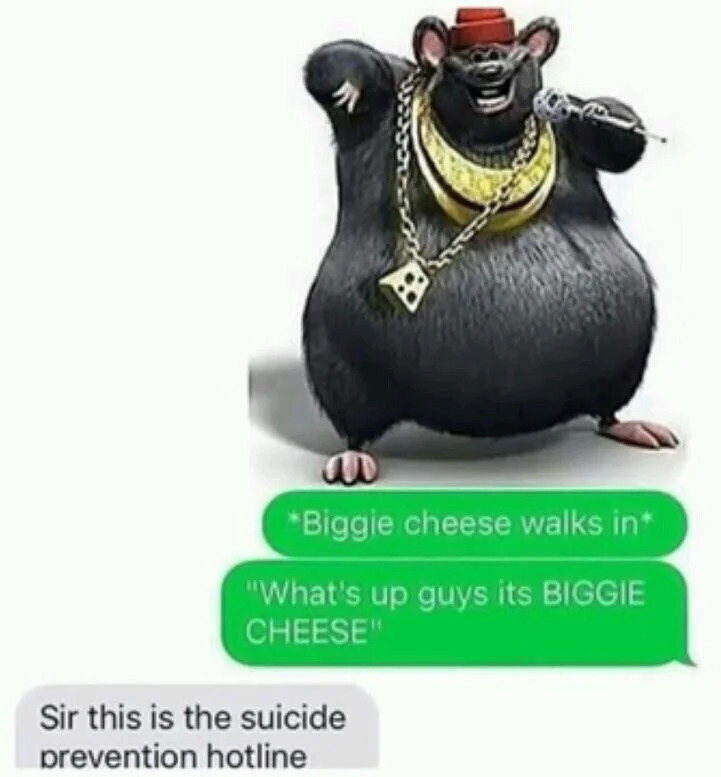 *Biggie cheese walks in*
"What's up guys its BIGGIE
CHEESE"
Sir this is the suicide
prevention hotline